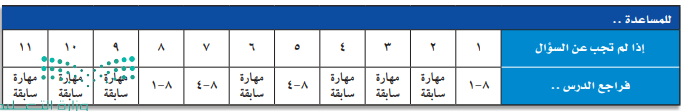 للمساعدة ..
إذا لم تجب عن السؤال ١ ٢ ٣ ٤ ٥ ٦ ٧ ٨ ٩ ١٠ ١١
فراجع الدرس .. ٨-١ مهارة سابقة مهارة سابقة مهارة سابقة ٨-٤ مهارة سابقة ٨-٤ ٨-١ مهارة سابقة مهارة سابقة مهارة سابقة